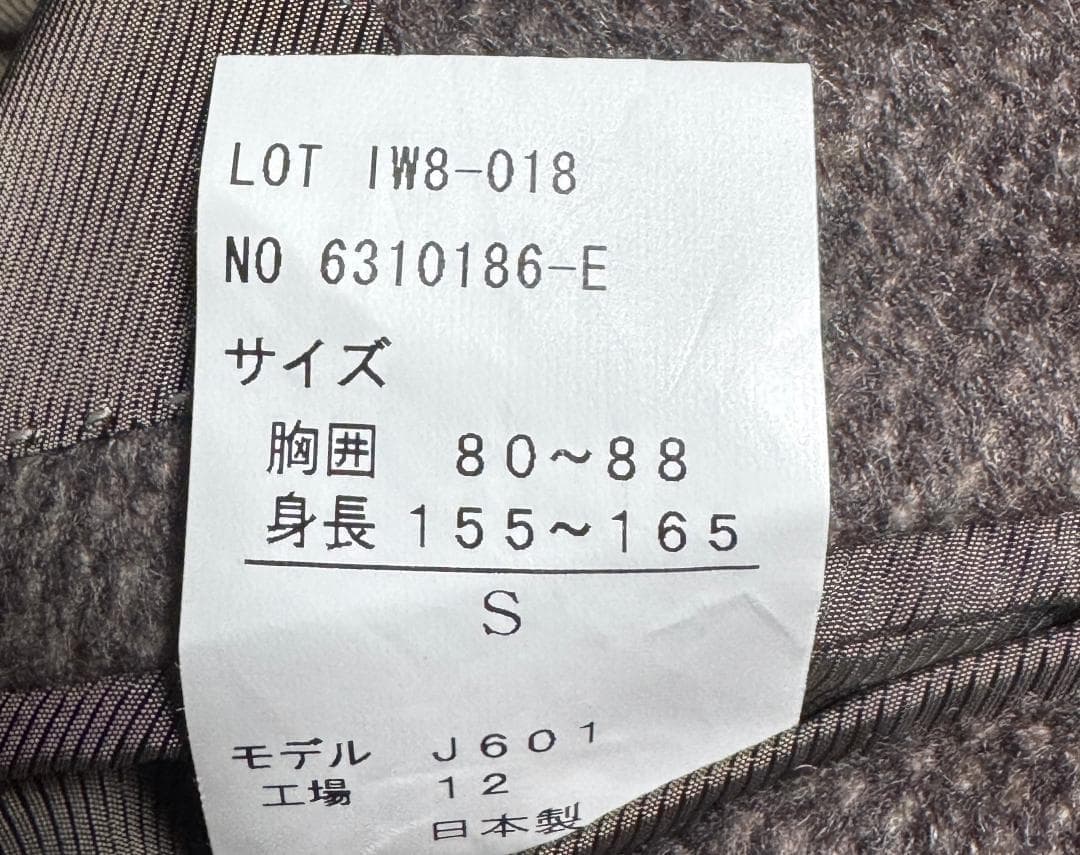 LOT IW8-018
NO 6310186-E
サイズ
胸囲 80～88
身長 155～165
S
モデル J601
工場 12
日本製